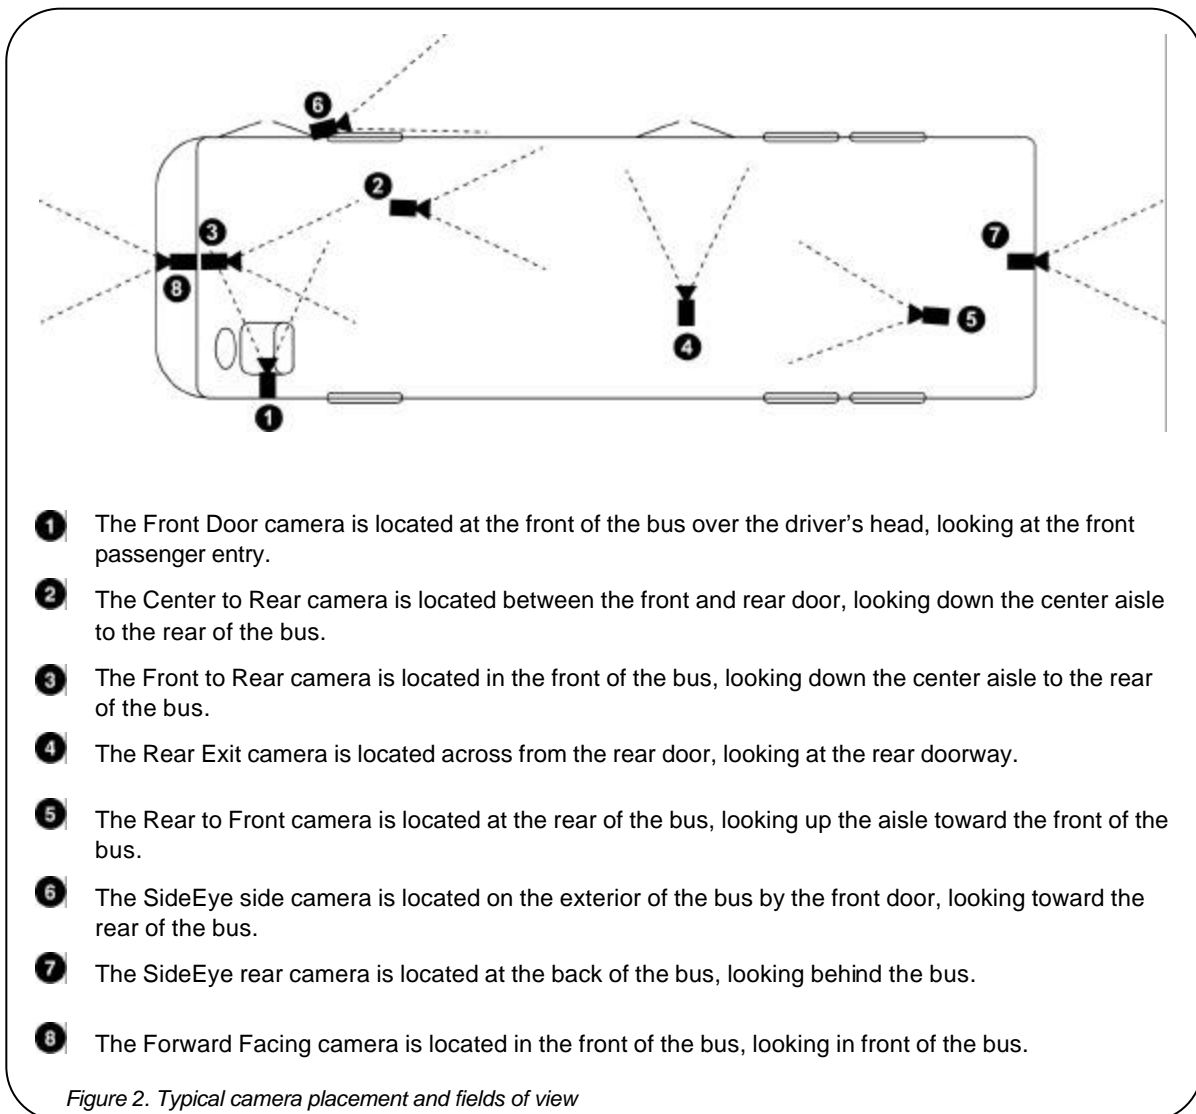 6
2
3
7
8
5
4
1
1 The Front Door camera is located at the front of the bus over the driver’s head, looking at the front
passenger entry.
2 The Center to Rear camera is located between the front and rear door, looking down the center aisle
to the rear of the bus.
3 The Front to Rear camera is located in the front of the bus, looking down the center aisle to the rear
of the bus.
4 The Rear Exit camera is located across from the rear door, looking at the rear doorway.
5 The Rear to Front camera is located at the rear of the bus, looking up the aisle toward the front of the
bus.
6 The SideEye side camera is located on the exterior of the bus by the front door, looking toward the
rear of the bus.
7 The SideEye rear camera is located at the back of the bus, looking behind the bus.
8 The Forward Facing camera is located in the front of the bus, looking in front of the bus.
Figure 2. Typical camera placement and fields of view